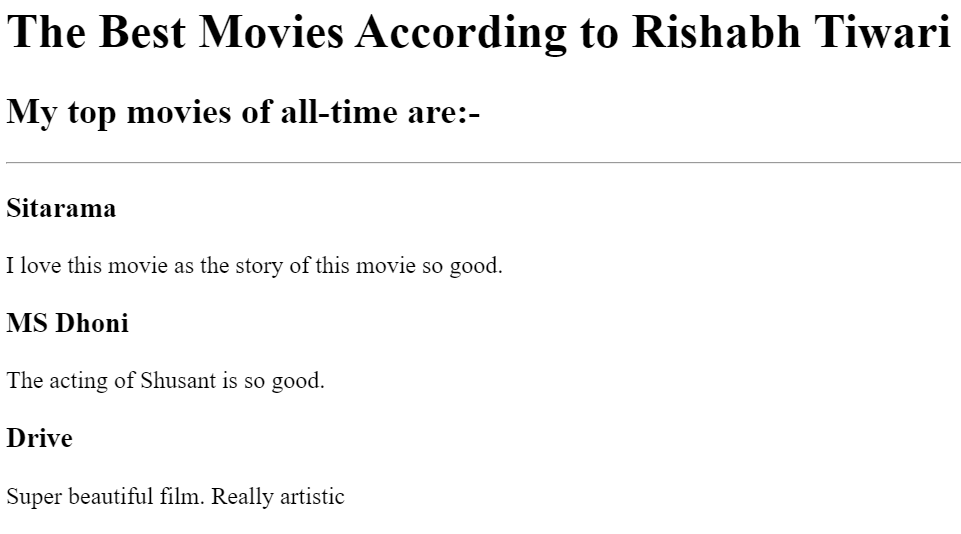 The Best Movies According to Rishabh Tiwari
My top movies of all-time are:-
Sitarama
I love this movie as the story of this movie so good.
MS Dhoni
The acting of Shusant is so good.
Drive
Super beautiful film. Really artistic